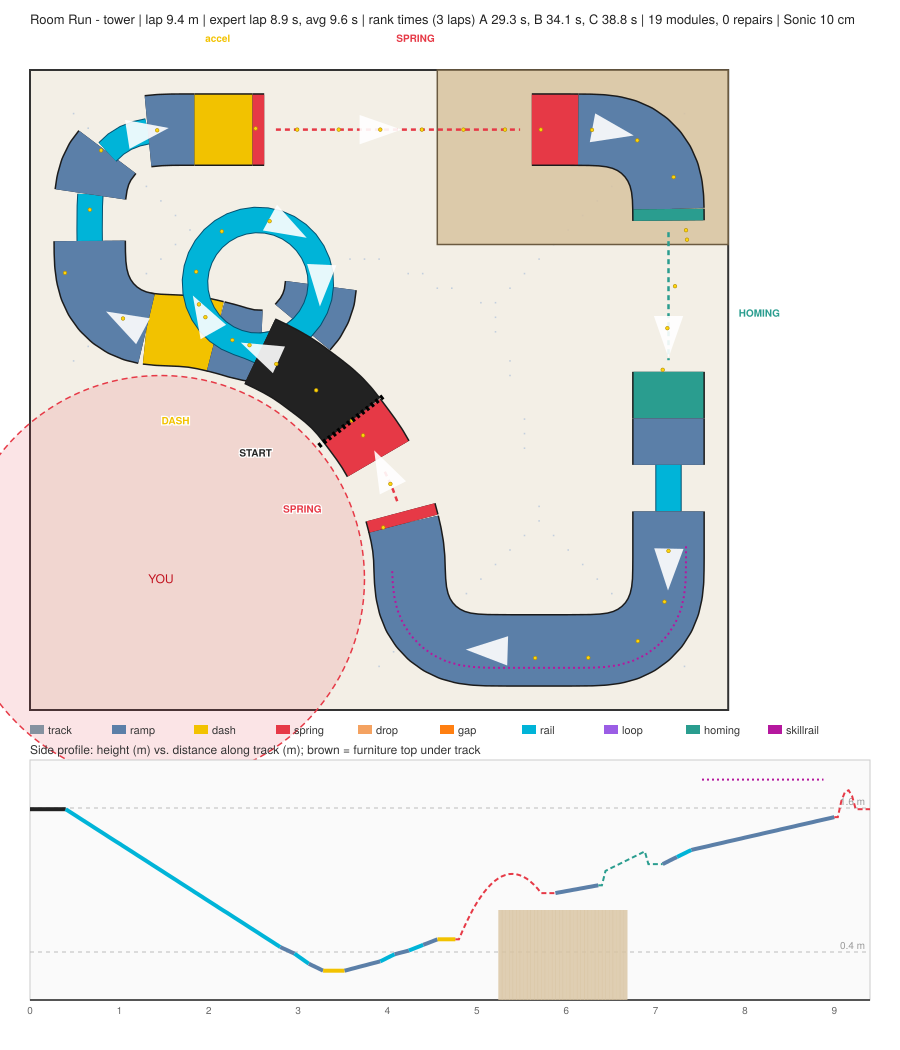 Room Run - tower | lap 9.4 m | expert lap 8.9 s, avg 9.6 s | rank times (3 laps) A 29.3 s, B 34.1 s, C 38.8 s | 19 modules, 0 repairs | Sonic 10 cm
accel
SPRING
HOMING
DASH
START
SPRING
YOU
track
ramp
dash
spring
drop
gap
rail
loop
homing
skillrail
Side profile: height (m) vs. distance along track (m); brown = furniture top under track
1.6 m
0.4 m
0 1 2 3 4 5 6 7 8 9